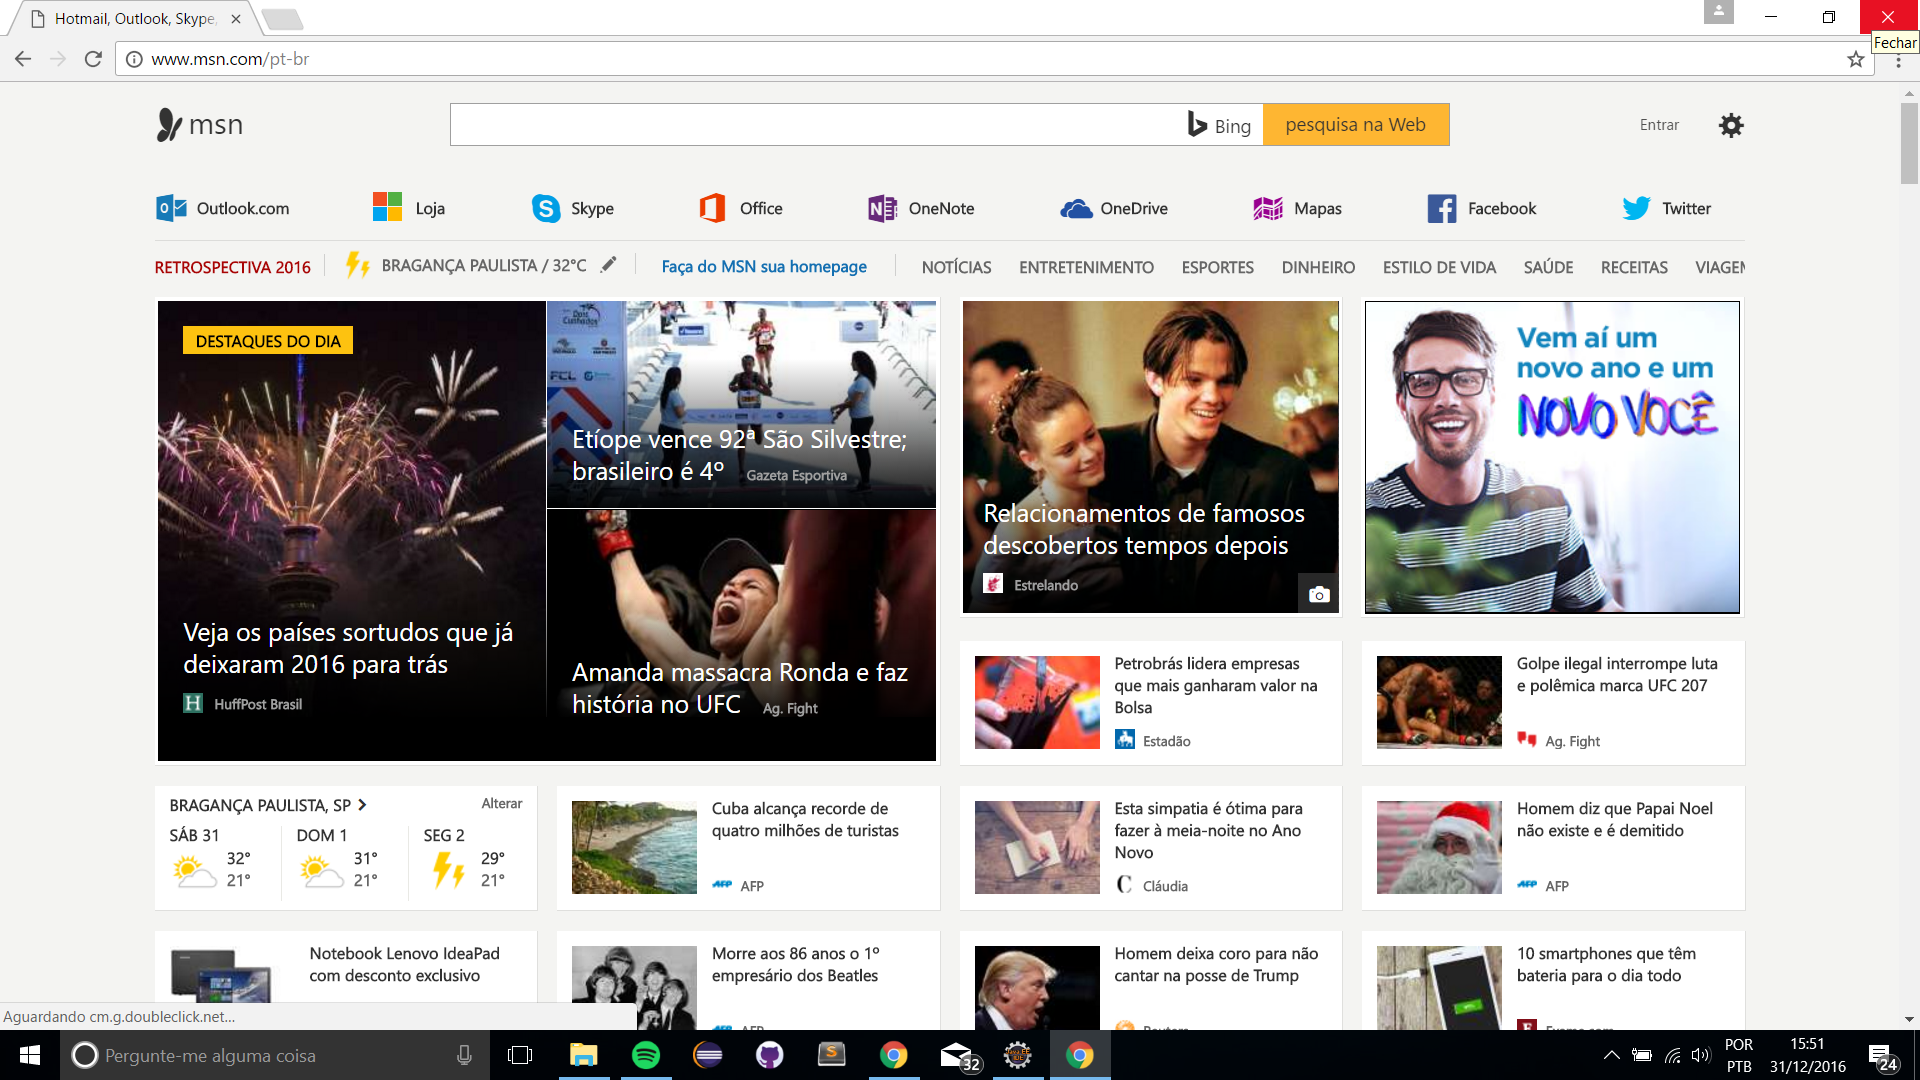 Hotmail, Outlook, Skype,
Fechar
www.msn.com/pt-br
msn
Bing
pesquisa na Web
Entrar
Outlook.com
Loja
Skype
Office
OneNote
OneDrive
Mapas
Facebook
Twitter
RETROSPECTIVA 2016
BRAGANÇA PAULISTA / 32°C
Faça do MSN sua homepage
NOTÍCIAS
ENTRETENIMENTO
ESPORTES
DINHEIRO
ESTILO DE VIDA
SAÚDE
RECEITAS
VIAGEM
DESTAQUES DO DIA
Veja os países sortudos que já
deixaram 2016 para trás
HuffPost Brasil
Etíope vence 92ª São Silvestre;
brasileiro é 4º
Gazeta Esportiva
Amanda massacra Ronda e faz
história no UFC
Ag. Fight
Relacionamentos de famosos
descobertos tempos depois
Estrelando
Vem aí um
novo ano e um
NOVO VOCÊ
Petrobrás lidera empresas
que mais ganharam valor na
Bolsa
Estadão
Golpe ilegal interrompe luta
e polêmica marca UFC 207
Ag. Fight
BRAGANÇA PAULISTA, SP
Alterar
SÁB 31
32°
21°
DOM 1
31°
21°
SEG 2
29°
21°
Cuba alcança recorde de
quatro milhões de turistas
AFP
Esta simpatia é ótima para
fazer à meia-noite no Ano
Novo
Cláudia
Homem diz que Papai Noel
não existe e é demitido
AFP
Notebook Lenovo IdeaPad
com desconto exclusivo
Morre aos 86 anos o 1º
empresário dos Beatles
AFP
Homem deixa coro para não
cantar na posse de Trump
Reuters
10 smartphones que têm
bateria para o dia todo
Exame.com
Aguardando cm.g.doubleclick.net...
Pergunte-me alguma coisa
32
POR
PTB
15:51
31/12/2016
24